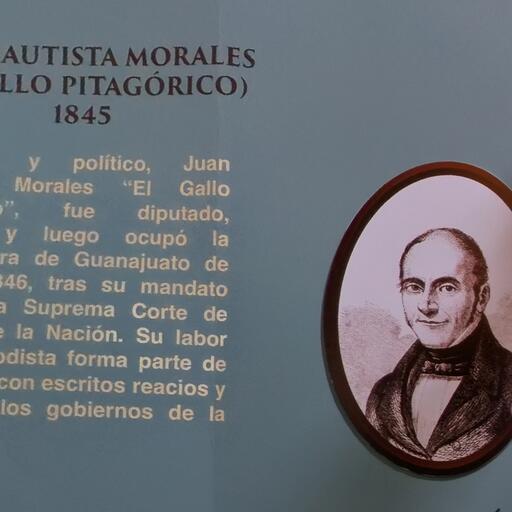 AUTISTA MORALES
LLO PITAGÓRICO)
1845
y político, Juan
Morales "El Gallo
o", fue diputado,
y luego ocupó la
ra de Guanajuato de
846, tras su mandato
a Suprema Corte de
e la Nación. Su labor
odista forma parte de
con escritos reacios y
los gobiernos de la